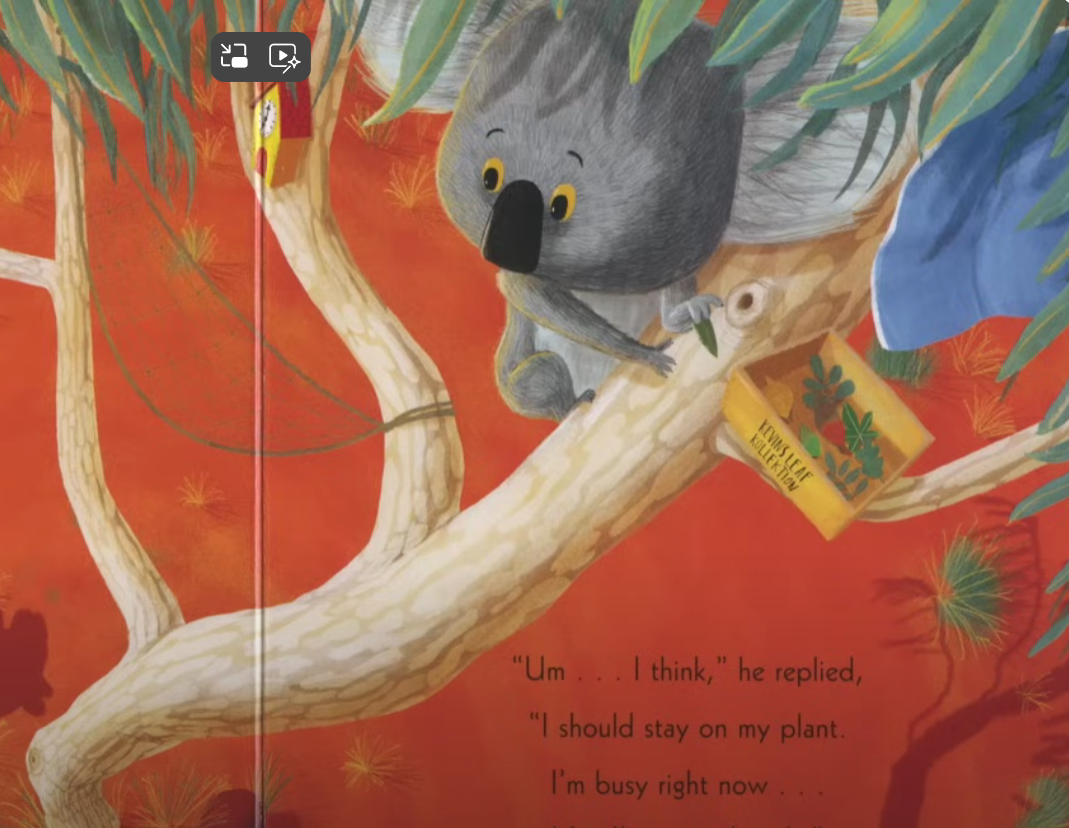 KEVIN'S LEAF
KOLLEKTION
“Um . . . I think,” he replied,
“I should stay on my plant.
I’m busy right now . . .